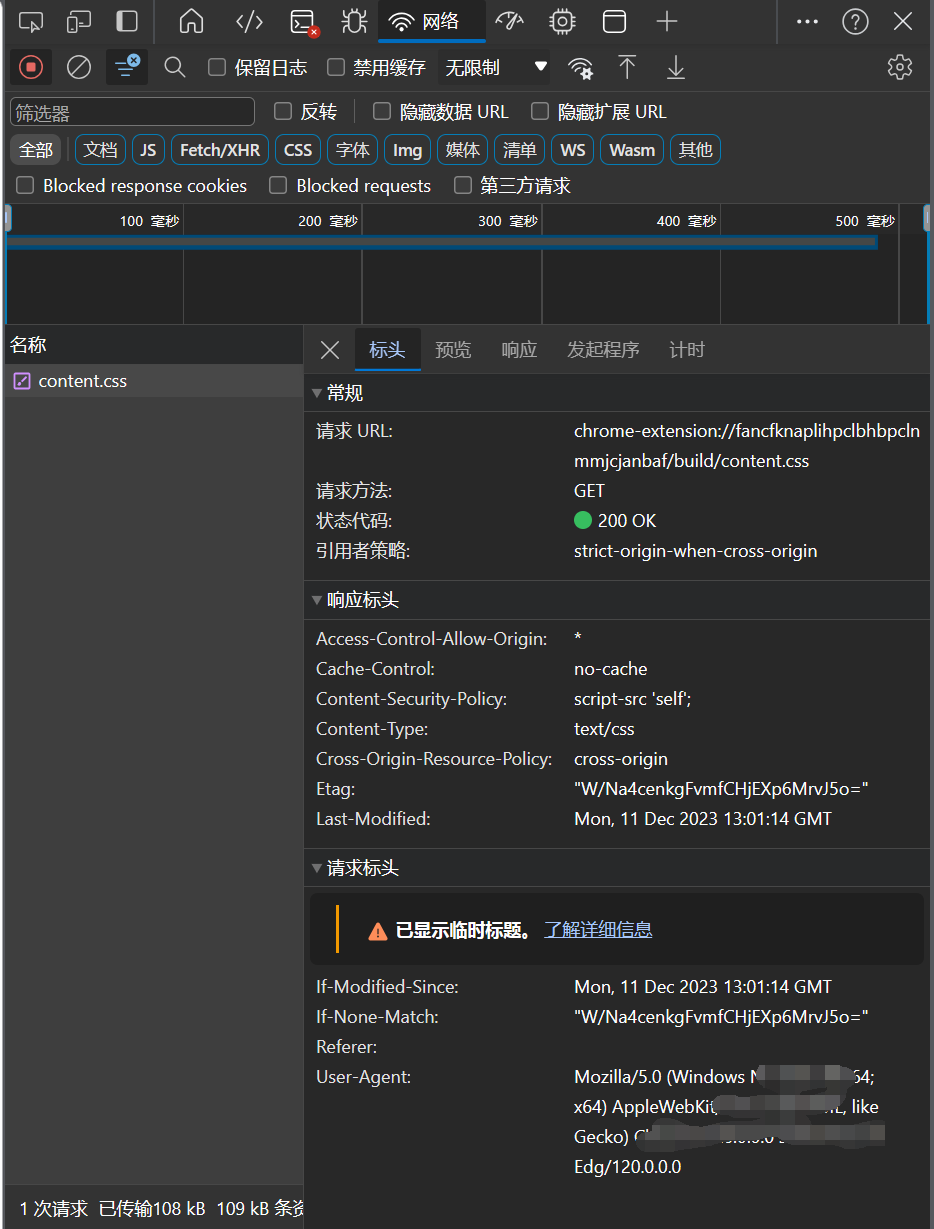 网络
保留日志 禁用缓存 无限制
筛选器 反转 隐藏数据 URL 隐藏扩展 URL
全部 文档 JS Fetch/XHR CSS 字体 Img 媒体 清单 WS Wasm 其他
Blocked response cookies Blocked requests 第三方请求
100 毫秒 200 毫秒 300 毫秒 400 毫秒 500 毫秒
名称
content.css
标头 预览 响应 发起程序 计时
常规
请求 URL: chrome-extension://fancfknaplihpclbhbpcln
mmjcjanbaf/build/content.css
请求方法: GET
状态代码: 200 OK
引用者策略: strict-origin-when-cross-origin
响应标头
Access-Control-Allow-Origin: *
Cache-Control: no-cache
Content-Security-Policy: script-src 'self';
Content-Type: text/css
Cross-Origin-Resource-Policy: cross-origin
Etag: "W/Na4cenkgFvmfCHjEXp6MrvJ5o="
Last-Modified: Mon, 11 Dec 2023 13:01:14 GMT
请求标头
已显示临时标题。 了解详细信息
If-Modified-Since: Mon, 11 Dec 2023 13:01:14 GMT
If-None-Match: "W/Na4cenkgFvmfCHjEXp6MrvJ5o="
Referer:
User-Agent: Mozilla/5.0 (Windows 64;
x64) AppleWebKit like
Gecko)
Edg/120.0.0.0
1 次请求 已传输108 kB 109 kB 条